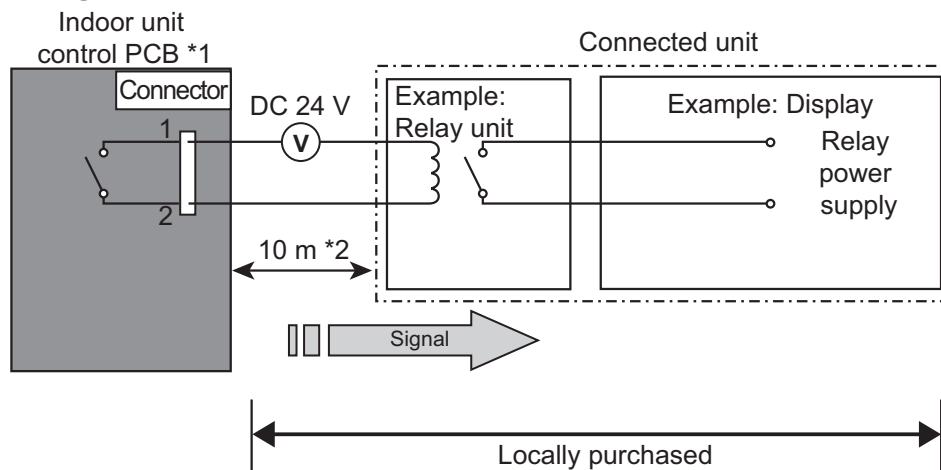 Indoor unit
control PCB *1
Connector
1
2
DC 24 V
V
10 m *2
Connected unit
Example:
Relay unit
Example: Display
Relay
power
supply
Signal
Locally purchased